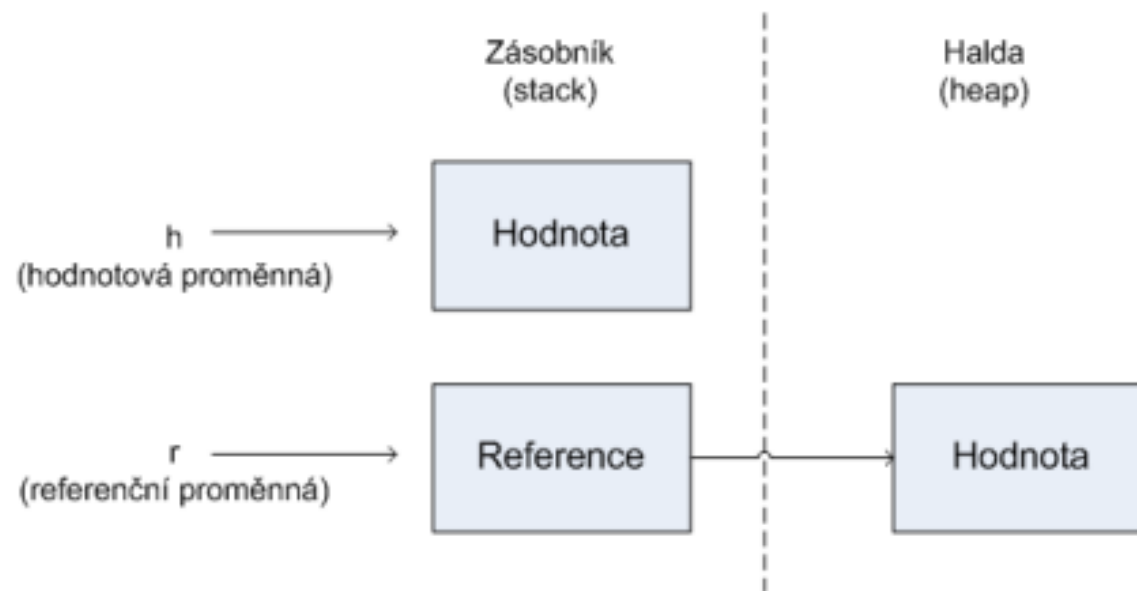 Zásobník
(stack)
Halda
(heap)
h
(hodnotová proměnná)
Hodnota
r
(referenční proměnná)
Reference
Hodnota